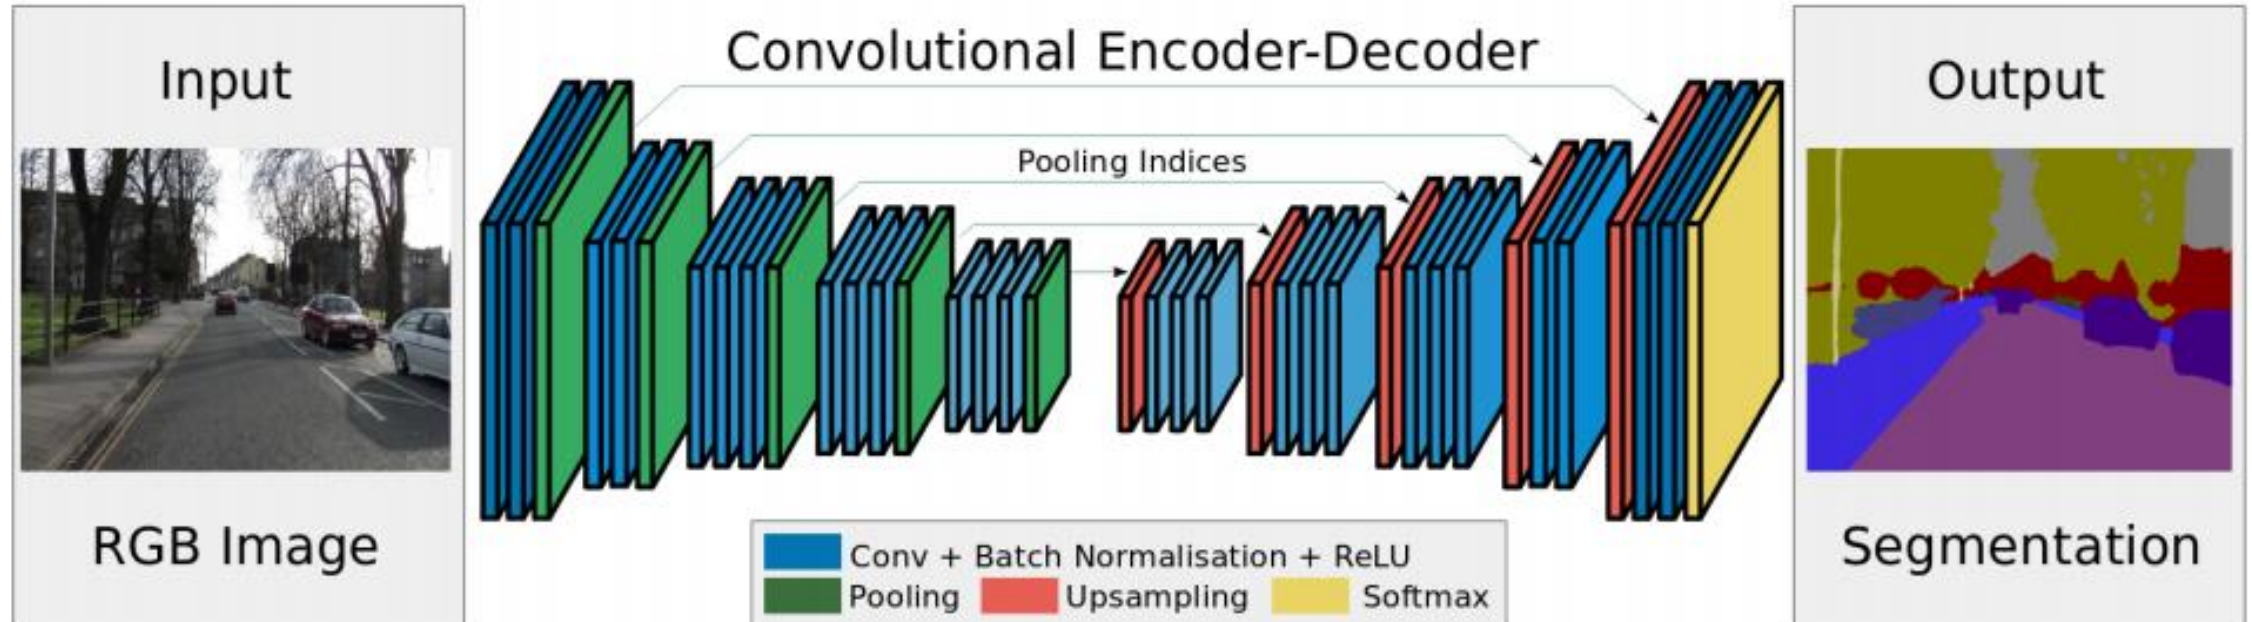 Input
RGB Image
Convolutional Encoder-Decoder
Pooling Indices
Conv + Batch Normalisation + ReLU
Pooling Upsampling Softmax
Output
Segmentation